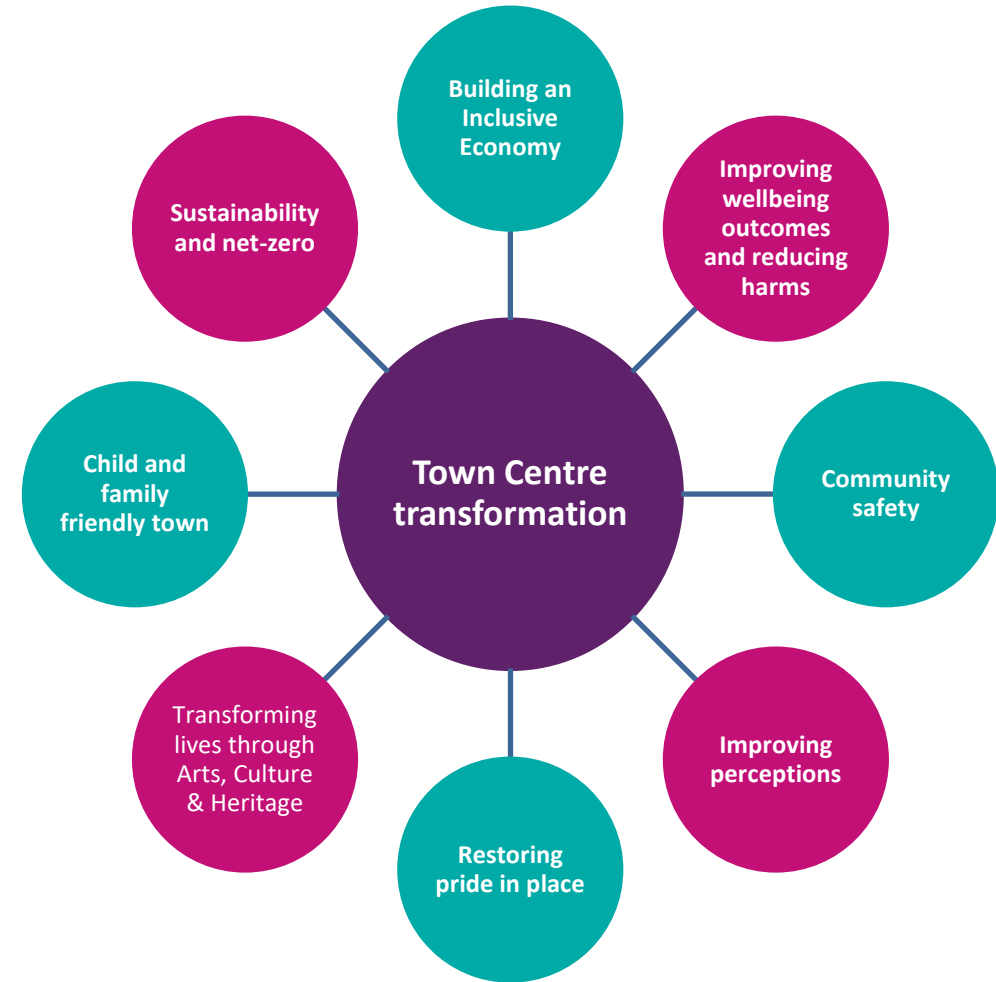 Building an
Inclusive
Economy
Improving
wellbeing
outcomes
and reducing
harms
Community
safety
Improving
perceptions
Restoring
pride in place
Transforming
lives through
Arts, Culture
& Heritage
Child and
family
friendly town
Sustainability
and net-zero
Town Centre
transformation